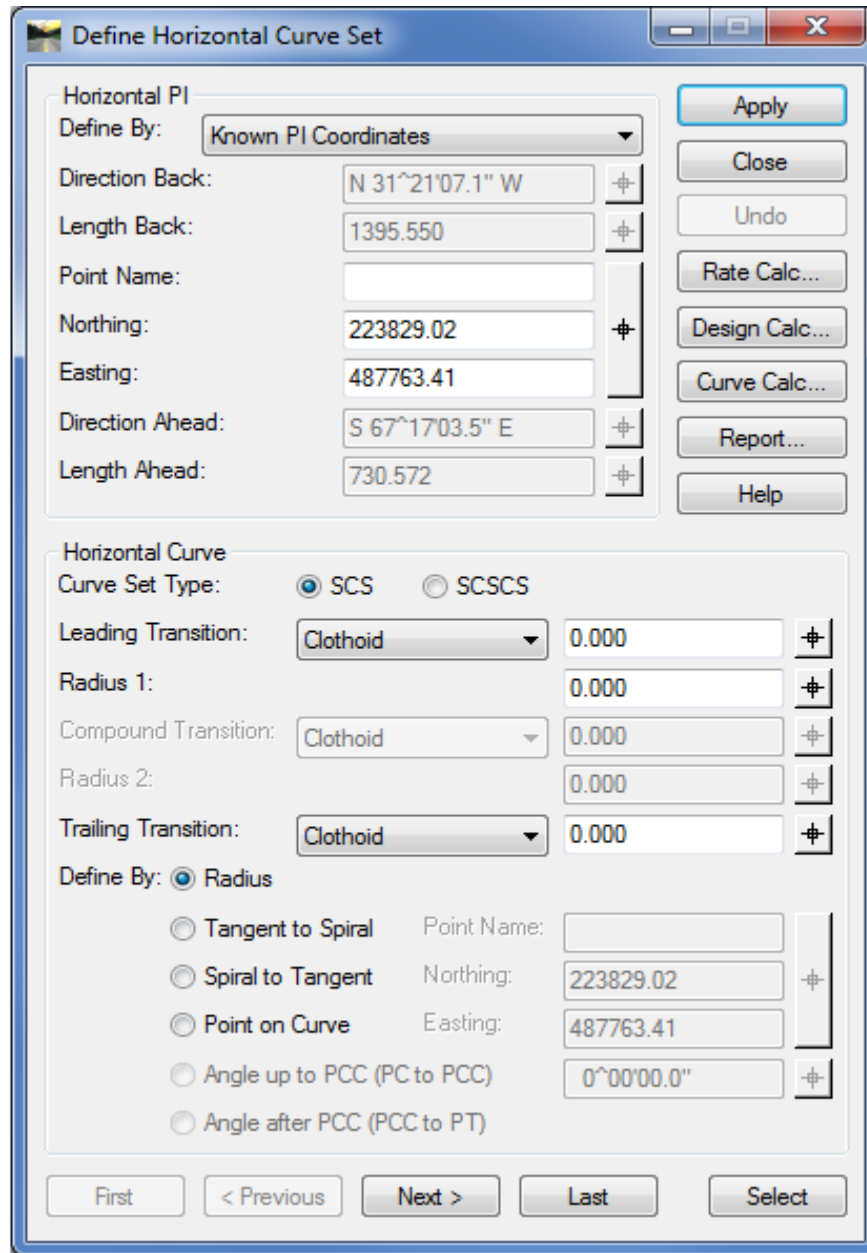 Define Horizontal Curve Set
Horizontal PI
Define By: Known PI Coordinates
Direction Back: N 31^21'07.1" W
Length Back: 1395.550
Point Name:
Northing: 223829.02
Easting: 487763.41
Direction Ahead: S 67^17'03.5" E
Length Ahead: 730.572
Apply
Close
Undo
Rate Calc...
Design Calc...
Curve Calc...
Report...
Help
Horizontal Curve
Curve Set Type: SCS SCSCS
Leading Transition: Clothoid 0.000
Radius 1: 0.000
Compound Transition: Clothoid 0.000
Radius 2: 0.000
Trailing Transition: Clothoid 0.000
Define By: Radius
Tangent to Spiral Point Name:
Spiral to Tangent Northing: 223829.02
Point on Curve Easting: 487763.41
Angle up to PCC (PC to PCC) 0^00'00.0"
Angle after PCC (PCC to PT)
First < Previous Next > Last Select